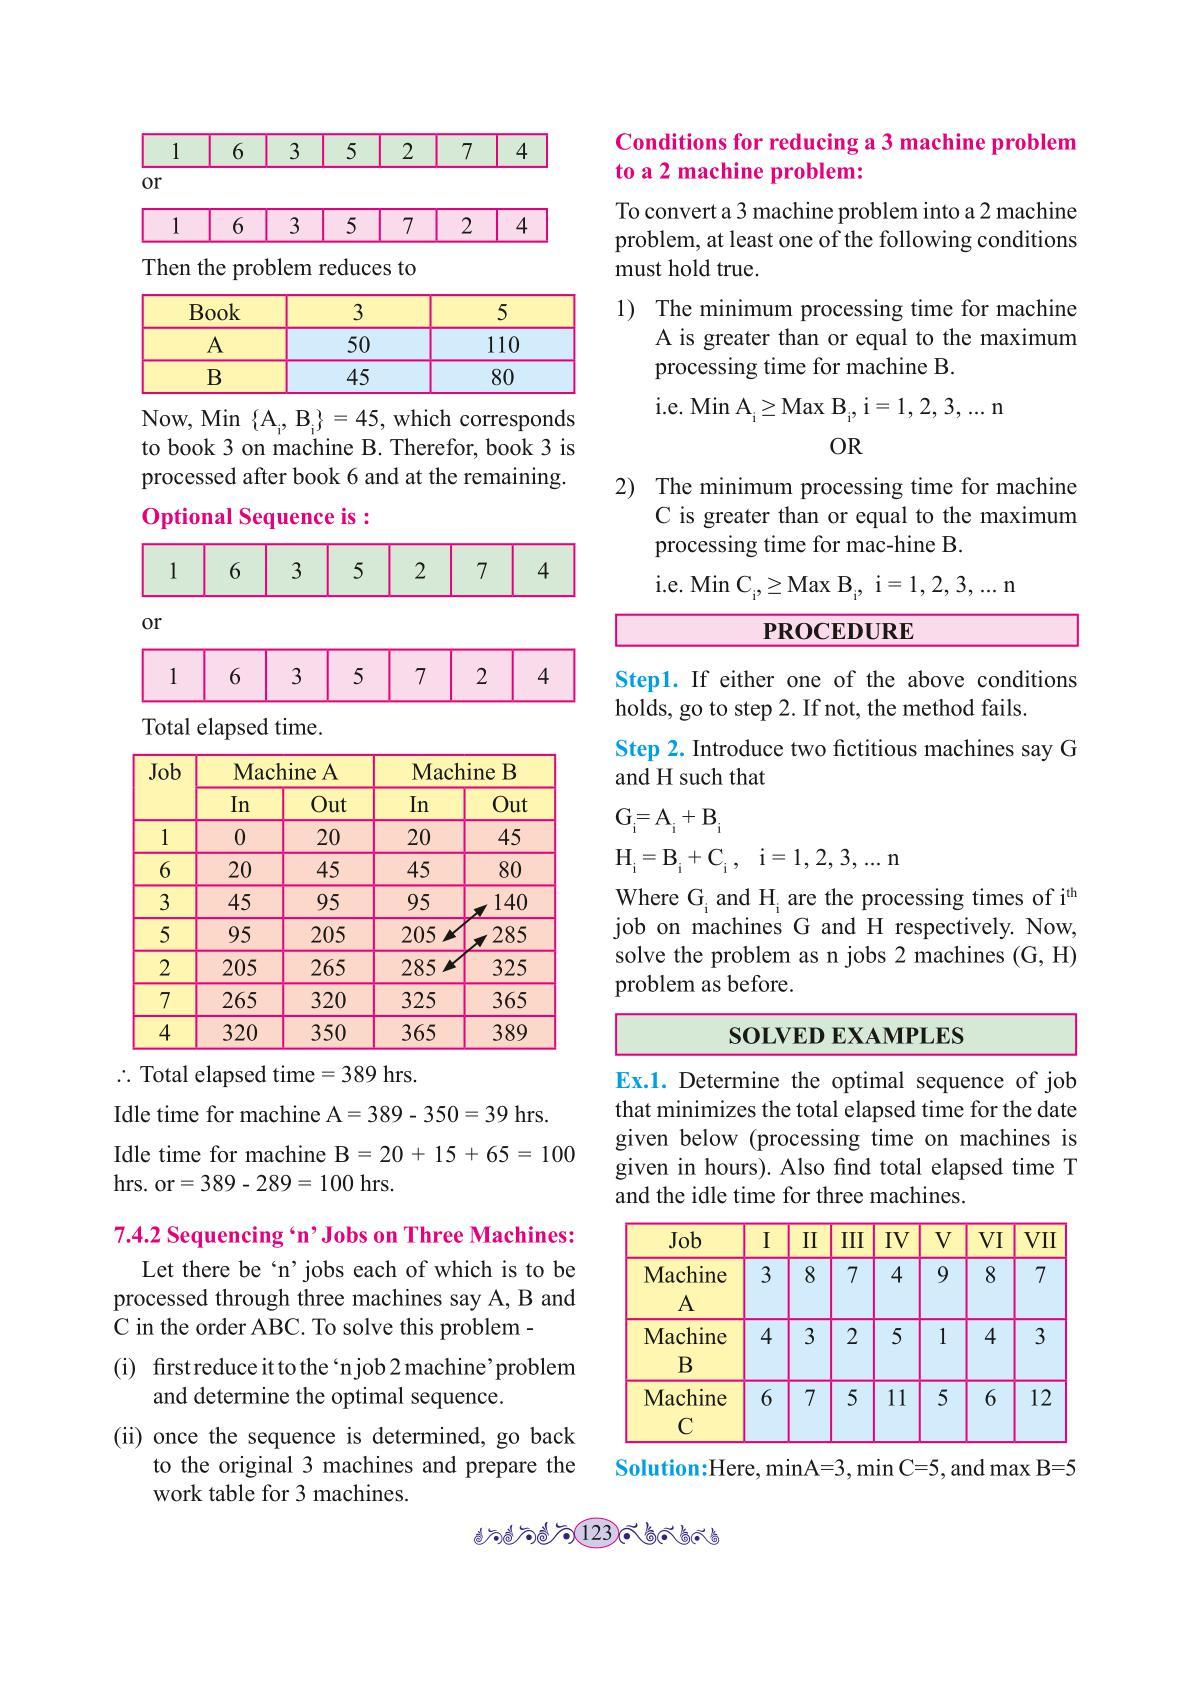 1 6 3 5 2 7 4
or
1 6 3 5 7 2 4
Then the problem reduces to
Book 3 5
A 50 110
B 45 80
Now, Min {Ai, Bi} = 45, which corresponds
to book 3 on machine B. Therefor, book 3 is
processed after book 6 and at the remaining.
Optional Sequence is :
1 6 3 5 2 7 4
or
1 6 3 5 7 2 4
Total elapsed time.
Job Machine A Machine B
In Out In Out
1 0 20 20 45
6 20 45 45 80
3 45 95 95 140
5 95 205 205 285
2 205 265 285 325
7 265 320 325 365
4 320 350 365 389
∴ Total elapsed time = 389 hrs.
Idle time for machine A = 389 - 350 = 39 hrs.
Idle time for machine B = 20 + 15 + 65 = 100
hrs. or = 389 - 289 = 100 hrs.
7.4.2 Sequencing ‘n’ Jobs on Three Machines:
Let there be ‘n’ jobs each of which is to be
processed through three machines say A, B and
C in the order ABC. To solve this problem -
(i) first reduce it to the ‘n job 2 machine’ problem
and determine the optimal sequence.
(ii) once the sequence is determined, go back
to the original 3 machines and prepare the
work table for 3 machines.
Conditions for reducing a 3 machine problem
to a 2 machine problem:
To convert a 3 machine problem into a 2 machine
problem, at least one of the following conditions
must hold true.
1) The minimum processing time for machine
A is greater than or equal to the maximum
processing time for machine B.
i.e. Min Ai ≥ Max Bi, i = 1, 2, 3, ... n
OR
2) The minimum processing time for machine
C is greater than or equal to the maximum
processing time for mac-hine B.
i.e. Min Ci, ≥ Max Bi, i = 1, 2, 3, ... n
PROCEDURE
Step1. If either one of the above conditions
holds, go to step 2. If not, the method fails.
Step 2. Introduce two fictitious machines say G
and H such that
Gi= Ai + Bi
Hi = Bi + Ci , i = 1, 2, 3, ... n
Where Gi and Hi are the processing times of ith
job on machines G and H respectively. Now,
solve the problem as n jobs 2 machines (G, H)
problem as before.
SOLVED EXAMPLES
Ex.1. Determine the optimal sequence of job
that minimizes the total elapsed time for the date
given below (processing time on machines is
given in hours). Also find total elapsed time T
and the idle time for three machines.
Job I II III IV V VI VII
Machine 3 8 7 4 9 8 7
A
Machine 4 3 2 5 1 4 3
B
Machine 6 7 5 11 5 6 12
C
Solution:Here, minA=3, min C=5, and max B=5
123